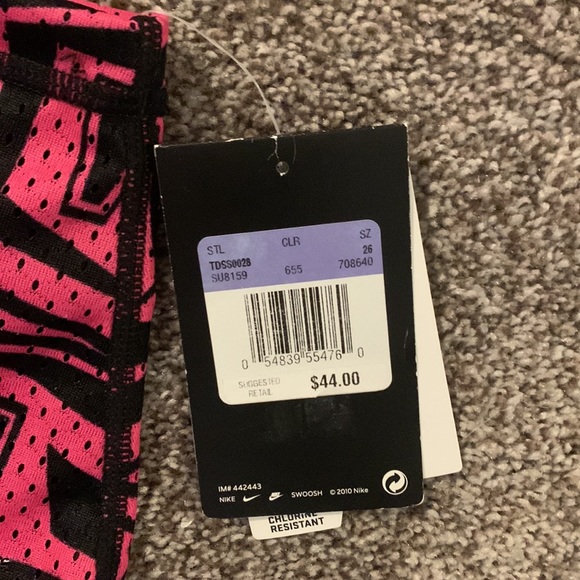 STL CLR SZ
TDSS0028 26
SU8159 655 708640
0 54839 55476 0
SUGGESTED
RETAIL $44.00
IM# 442443
NIKE SWOOSH © 2010 Nike
CHLORINE
RESISTANT